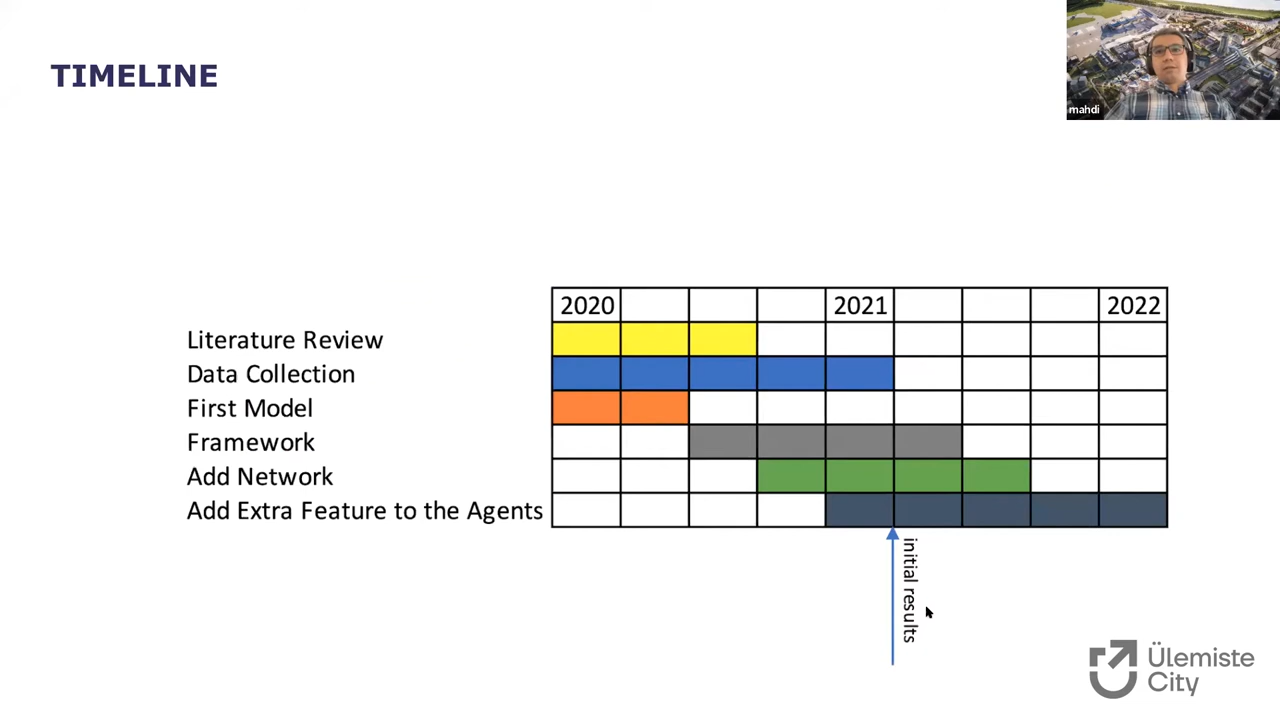 TIMELINE
mahdi
2020 2021 2022
Literature Review
Data Collection
First Model
Framework
Add Network
Add Extra Feature to the Agents
initial results
Ülemiste
City